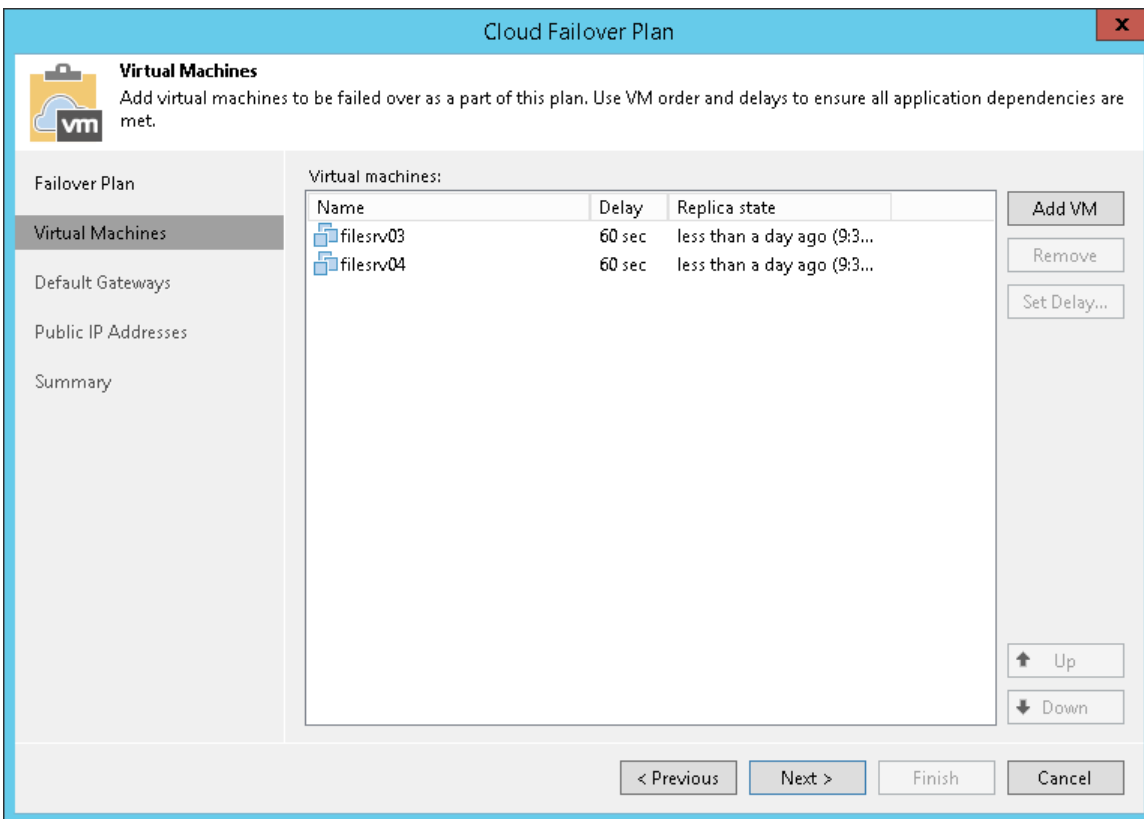 Cloud Failover Plan
x
Virtual Machines
Add virtual machines to be failed over as a part of this plan. Use VM order and delays to ensure all application dependencies are
met.
vm
Failover Plan
Virtual Machines
Default Gateways
Public IP Addresses
Summary
Virtual machines:
Name Delay Replica state
filesrv03 60 sec less than a day ago (9:3...
filesrv04 60 sec less than a day ago (9:3...
Add VM
Remove
Set Delay...
Up
Down
< Previous Next > Finish Cancel